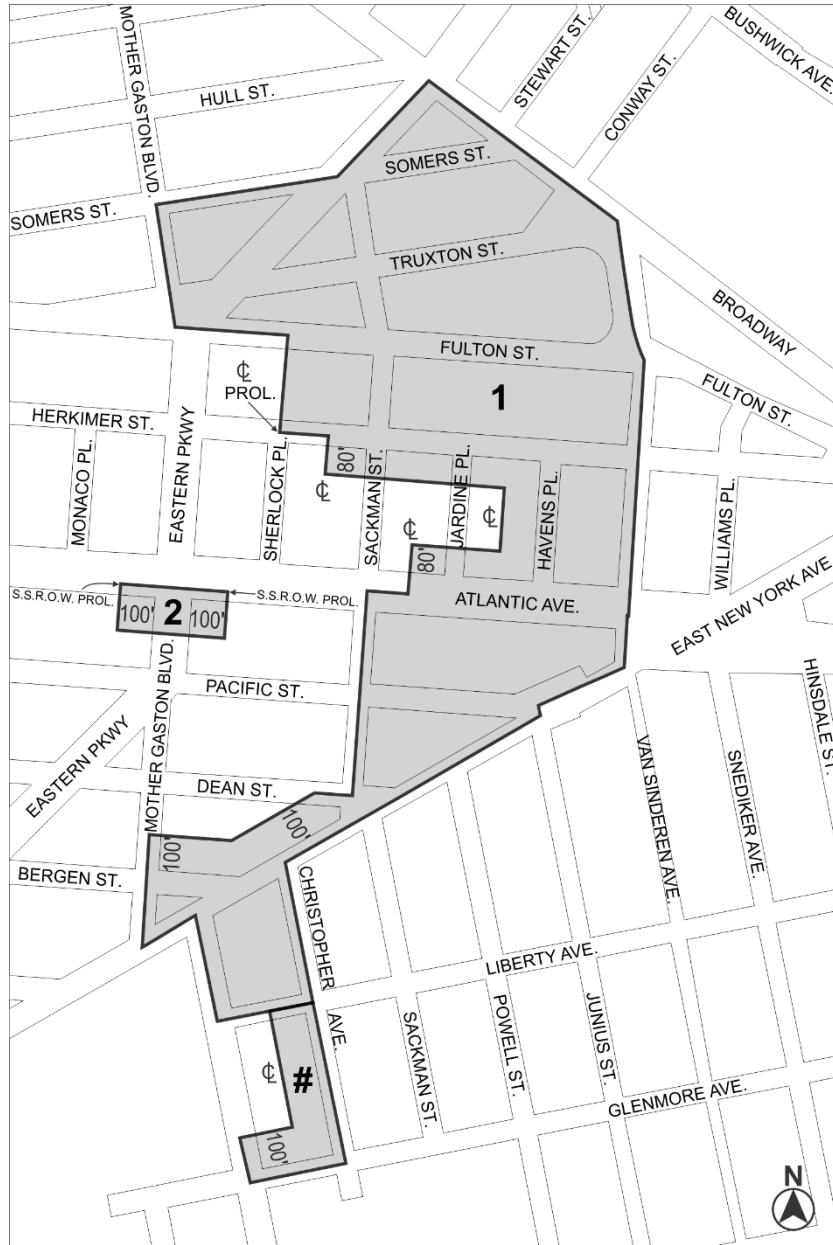 MOTHER GASTON BLVD.
HULL ST.
STEWART ST.
CONWAY ST.
BUSHWICK AVE.
SOMERS ST.
SOMERS ST.
TRUXTON ST.
BROADWAY
FULTON ST.
FULTON ST.
1
℄
PROL.
HERKIMER ST.
MONACO PL.
EASTERN PKWY
SHERLOCK PL.
80'
SACKMAN ST.
JARDINE PL.
HAVENS PL.
WILLIAMS PL.
℄
℄
℄
80'
S.S.R.O.W. PROL.
100'
2
100'
S.S.R.O.W. PROL.
ATLANTIC AVE.
EAST NEW YORK AVE.
PACIFIC ST.
EASTERN PKWY
MOTHER GASTON BLVD.
DEAN ST.
HINSDALE ST.
VAN SINDEREN AVE.
SNEDIKER AVE.
100'
100'
BERGEN ST.
CHRISTOPHER AVE.
LIBERTY AVE.
SACKMAN ST.
POWELL ST.
JUNIUS ST.
℄
#
GLENMORE AVE.
100'
N